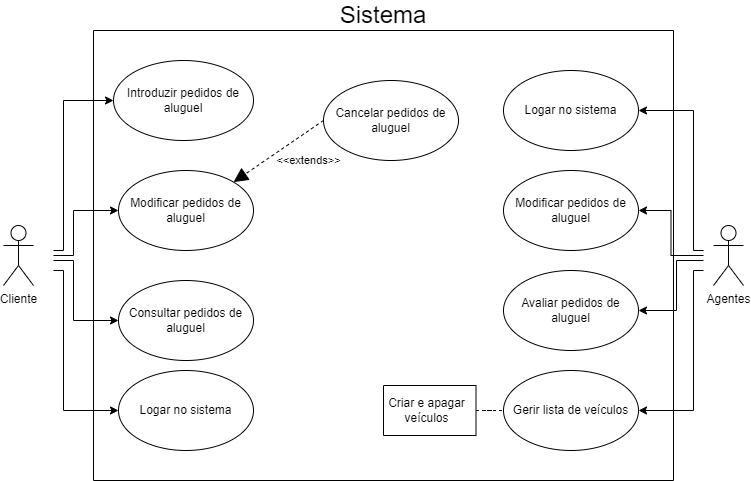 Sistema
Introduzir pedidos de
aluguel
Cancelar pedidos de
aluguel
Logar no sistema
<<extends>>
Modificar pedidos de
aluguel
Modificar pedidos de
aluguel
Cliente
Agentes
Consultar pedidos de
aluguel
Avaliar pedidos de
aluguel
Logar no sistema
Criar e apagar
veículos
Gerir lista de veículos